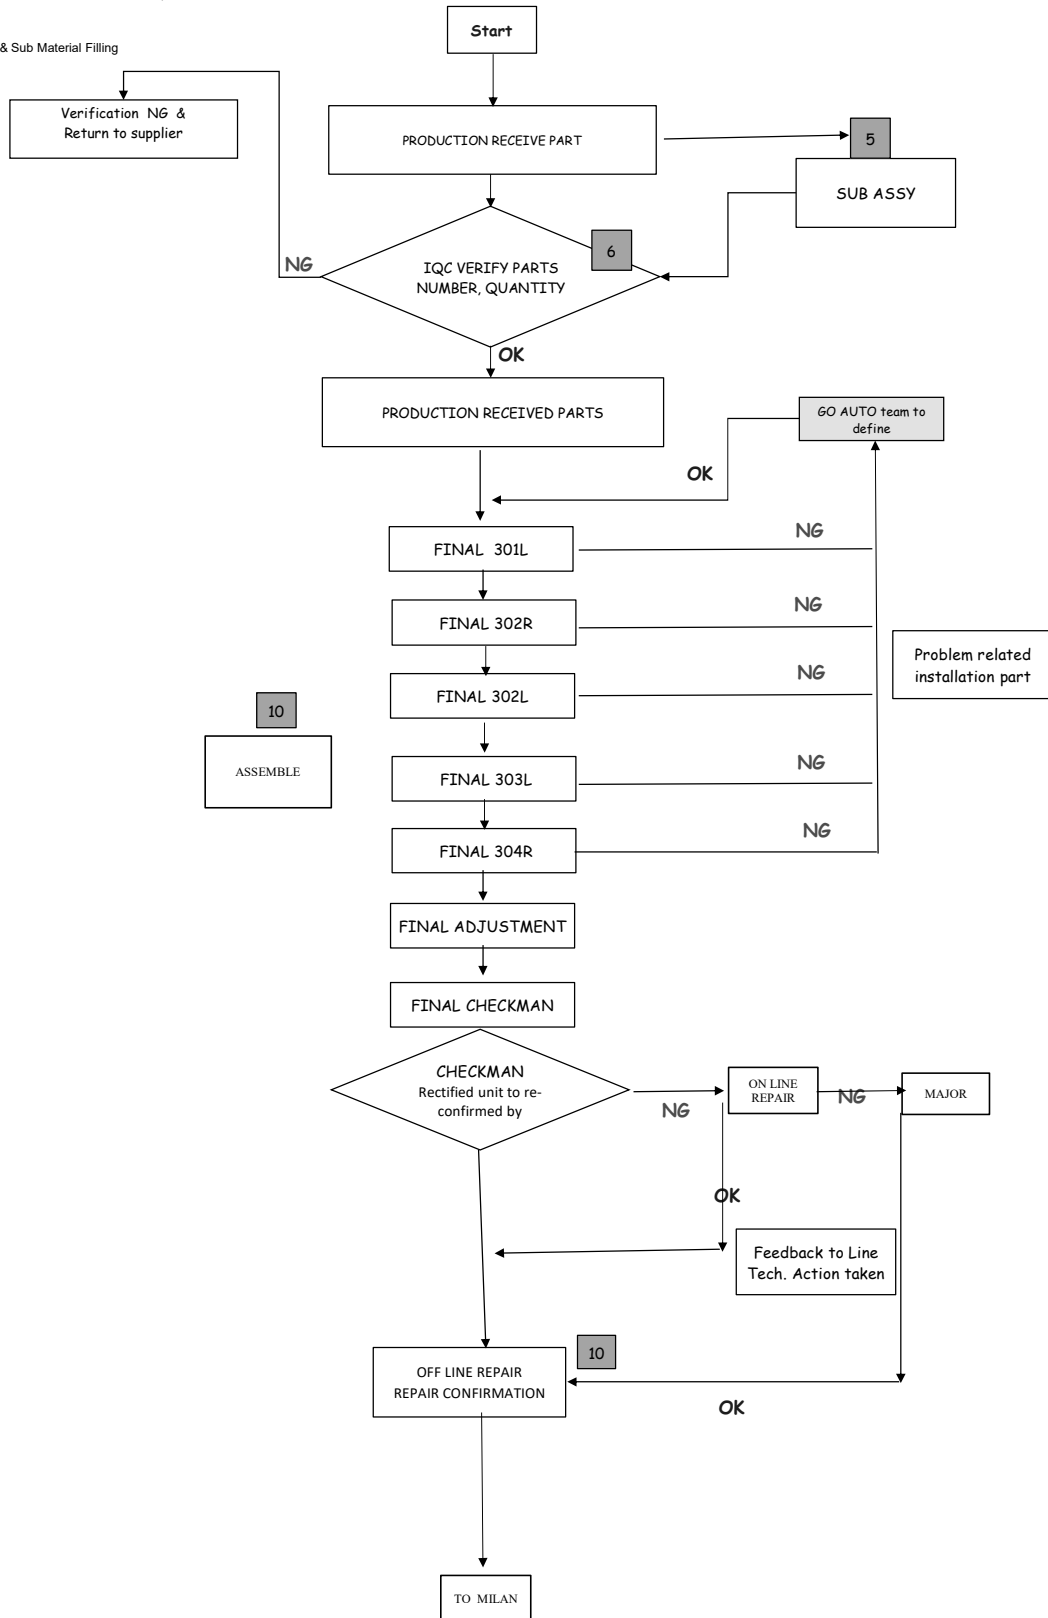 Start
& Sub Material Filling
Verification NG &
Return to supplier
PRODUCTION RECEIVE PART
5
SUB ASSY
6
NG
IQC VERIFY PARTS
NUMBER, QUANTITY
OK
PRODUCTION RECEIVED PARTS
GO AUTO team to
define
OK
NG
FINAL 301L
NG
FINAL 302R
Problem related
installation part
NG
FINAL 302L
10
ASSEMBLE
NG
FINAL 303L
NG
FINAL 304R
FINAL ADJUSTMENT
FINAL CHECKMAN
CHECKMAN
Rectified unit to re-
confirmed by
NG
ON LINE
REPAIR
NG
MAJOR
OK
Feedback to Line
Tech. Action taken
10
OFF LINE REPAIR
REPAIR CONFIRMATION
OK
TO MILAN